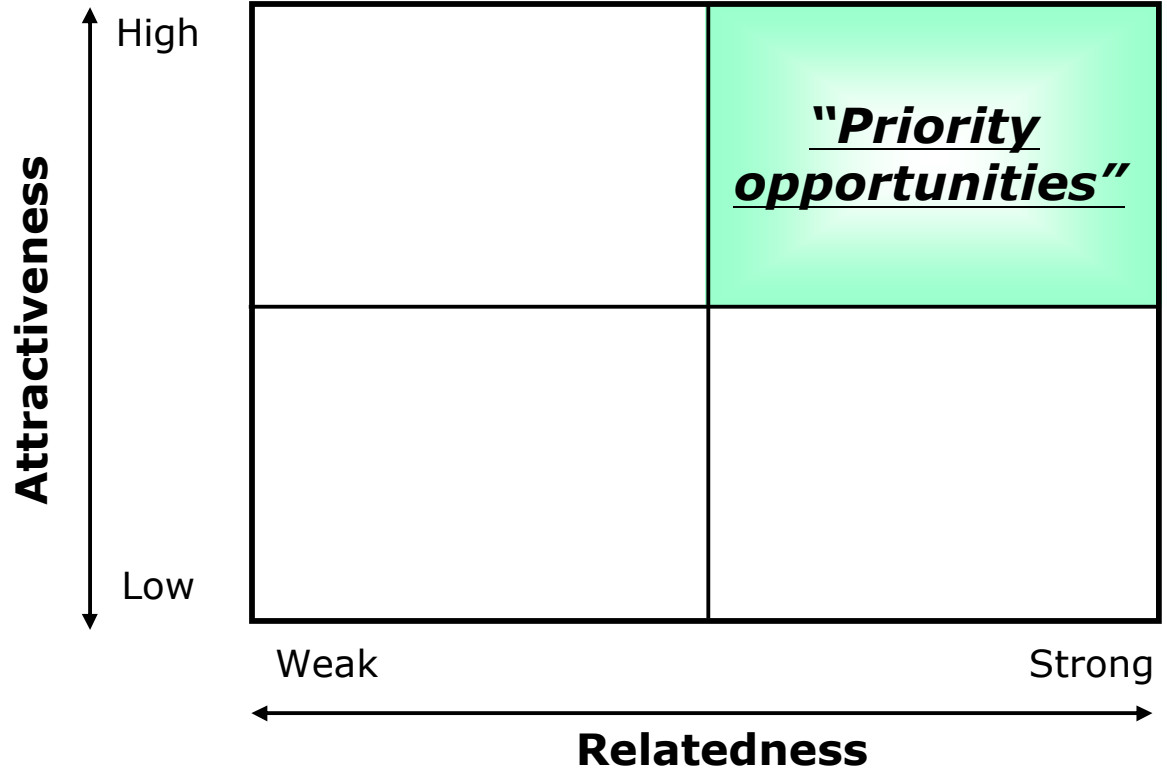 High
“Priority
opportunities”
Attractiveness
Low
Weak
Strong
Relatedness